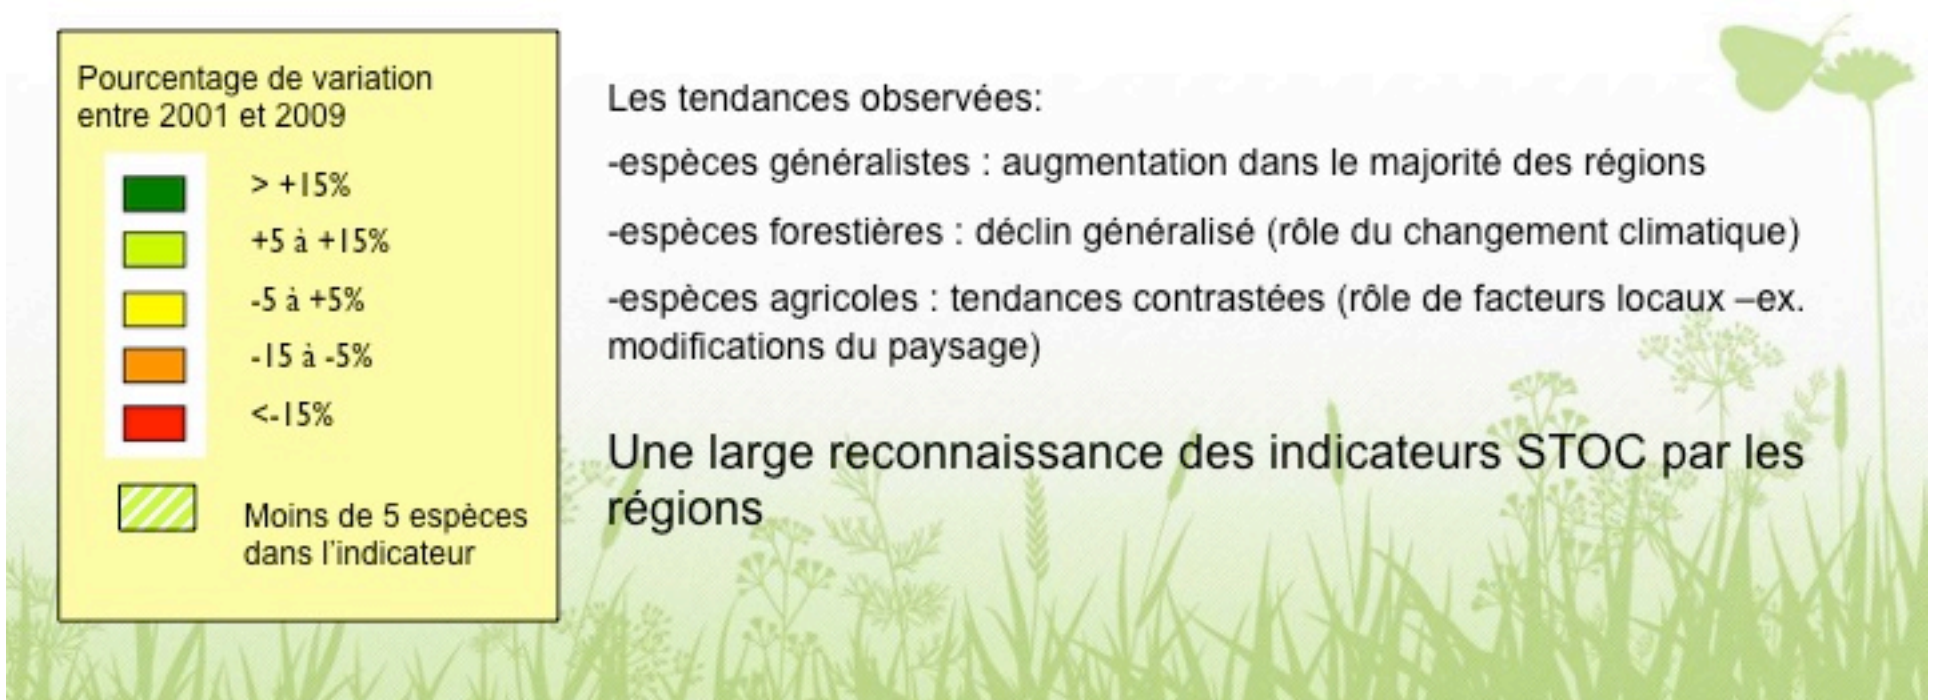 Pourcentage de variation
entre 2001 et 2009
> +15%
+5 à +15%
-5 à +5%
-15 à -5%
<-15%
Moins de 5 espèces
dans l'indicateur
Les tendances observées:
-espèces généralistes : augmentation dans le majorité des régions
-espèces forestières : déclin généralisé (rôle du changement climatique)
-espèces agricoles : tendances contrastées (rôle de facteurs locaux –ex.
modifications du paysage)
Une large reconnaissance des indicateurs STOC par les
régions